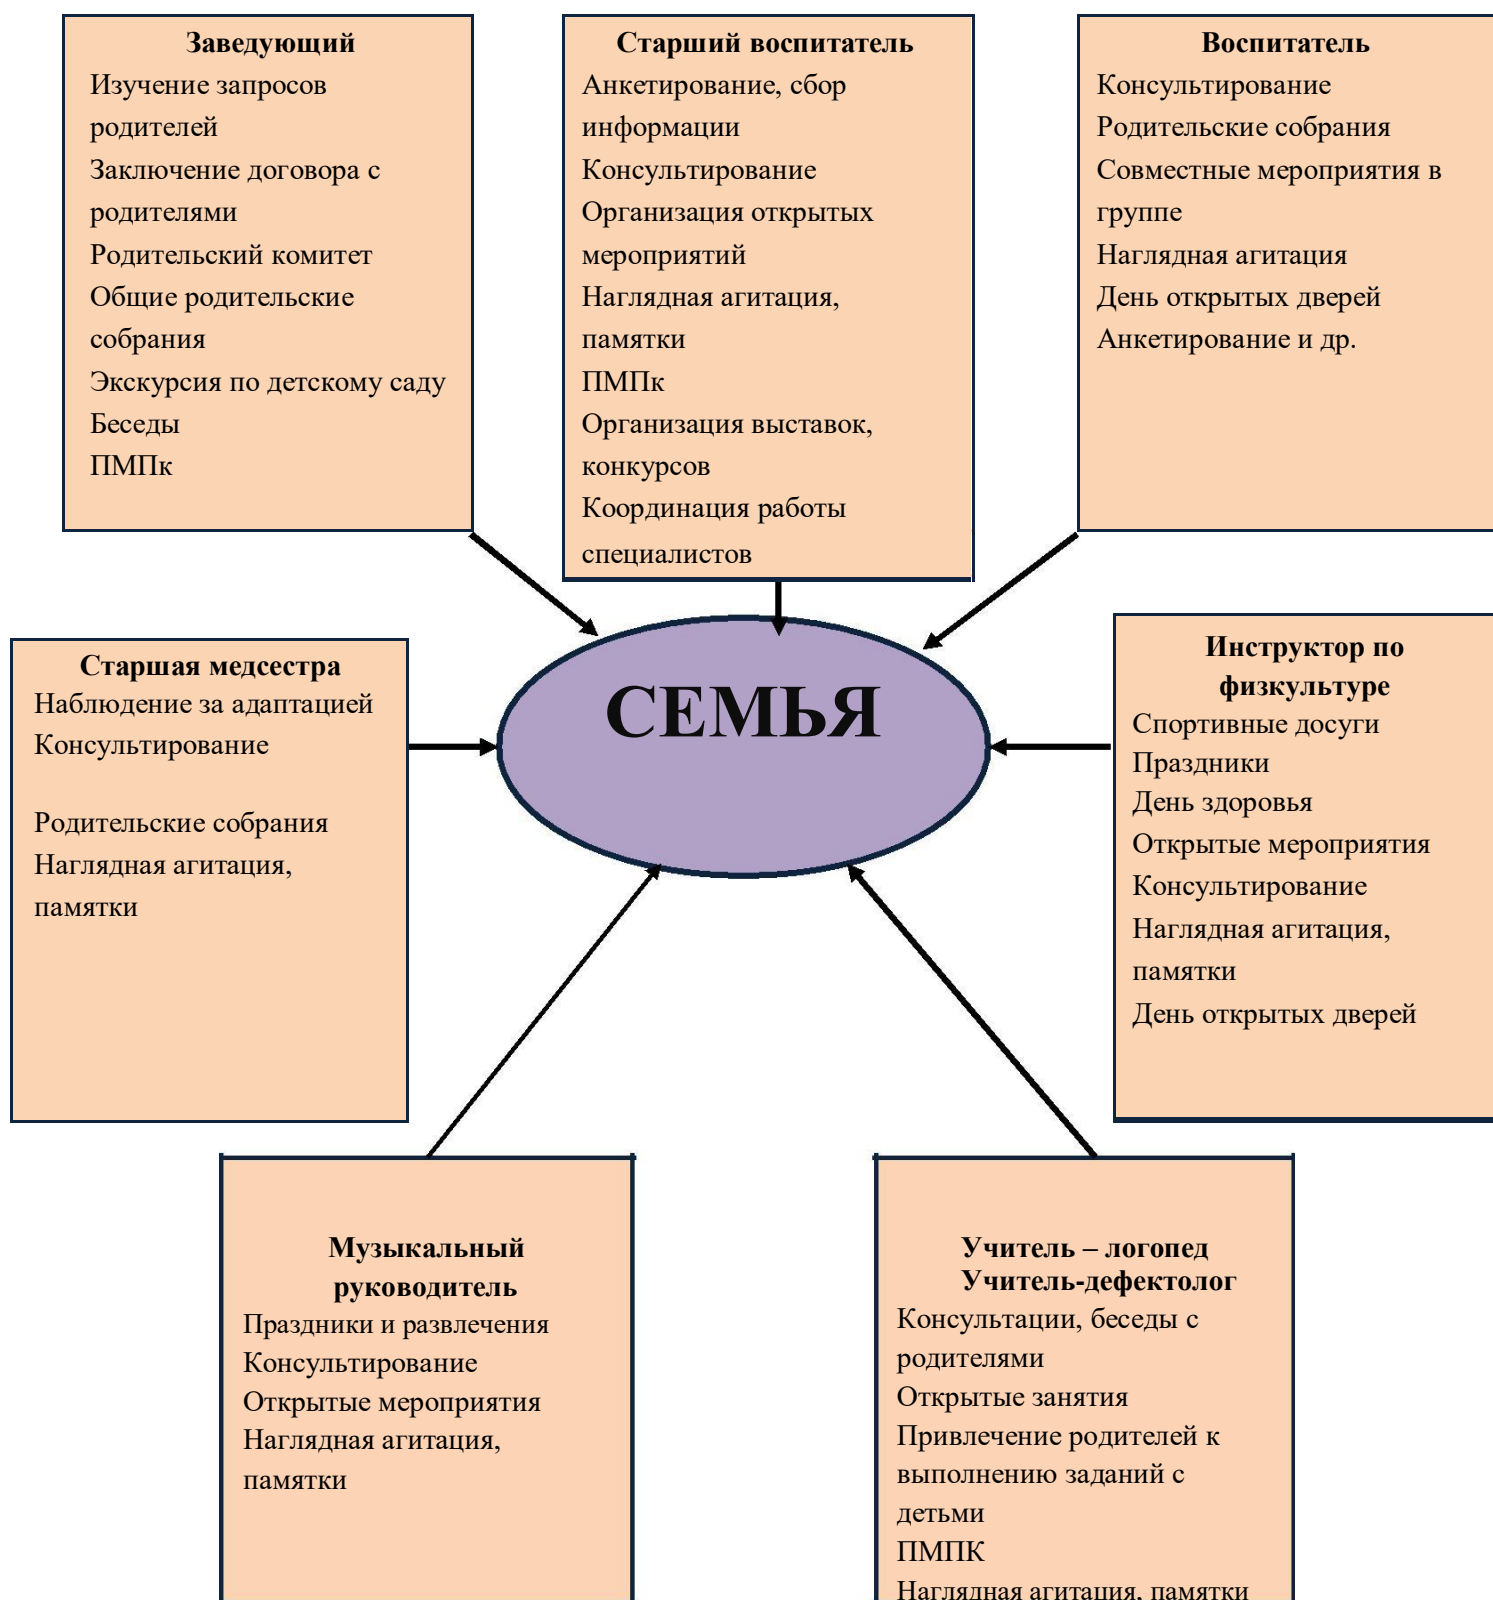 Заведующий
Изучение запросов
родителей
Заключение договора с
родителями
Родительский комитет
Общие родительские
собрания
Экскурсия по детскому саду
Беседы
ПМПк
Старший воспитатель
Анкетирование, сбор
информации
Консультирование
Организация открытых
мероприятий
Наглядная агитация,
памятки
ПМПк
Организация выставок,
конкурсов
Координация работы
специалистов
Воспитатель
Консультирование
Родительские собрания
Совместные мероприятия в
группе
Наглядная агитация
День открытых дверей
Анкетирование и др.
Старшая медсестра
Наблюдение за адаптацией
Консультирование
Родительские собрания
Наглядная агитация,
памятки
СЕМЬЯ
Инструктор по
физкультуре
Спортивные досуги
Праздники
День здоровья
Открытые мероприятия
Консультирование
Наглядная агитация,
памятки
День открытых дверей
Музыкальный
руководитель
Праздники и развлечения
Консультирование
Открытые мероприятия
Наглядная агитация,
памятки
Учитель – логопед
Учитель-дефектолог
Консультации, беседы с
родителями
Открытые занятия
Привлечение родителей к
выполнению заданий с
детьми
ПМПК
Наглядная агитация, памятки